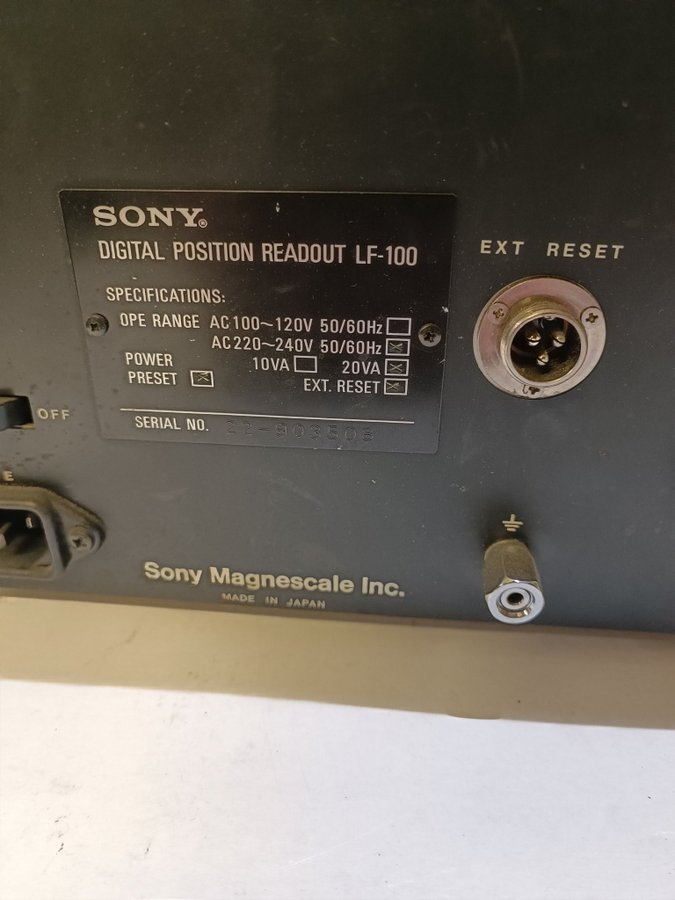 SONY®
DIGITAL POSITION READOUT LF-100
SPECIFICATIONS:
OPE RANGE AC100~120V 50/60Hz
AC220~240V 50/60Hz
POWER 10VA 20VA
PRESET EXT. RESET
SERIAL NO.
EXT RESET
OFF
E
Sony Magnescale Inc.
MADE IN JAPAN